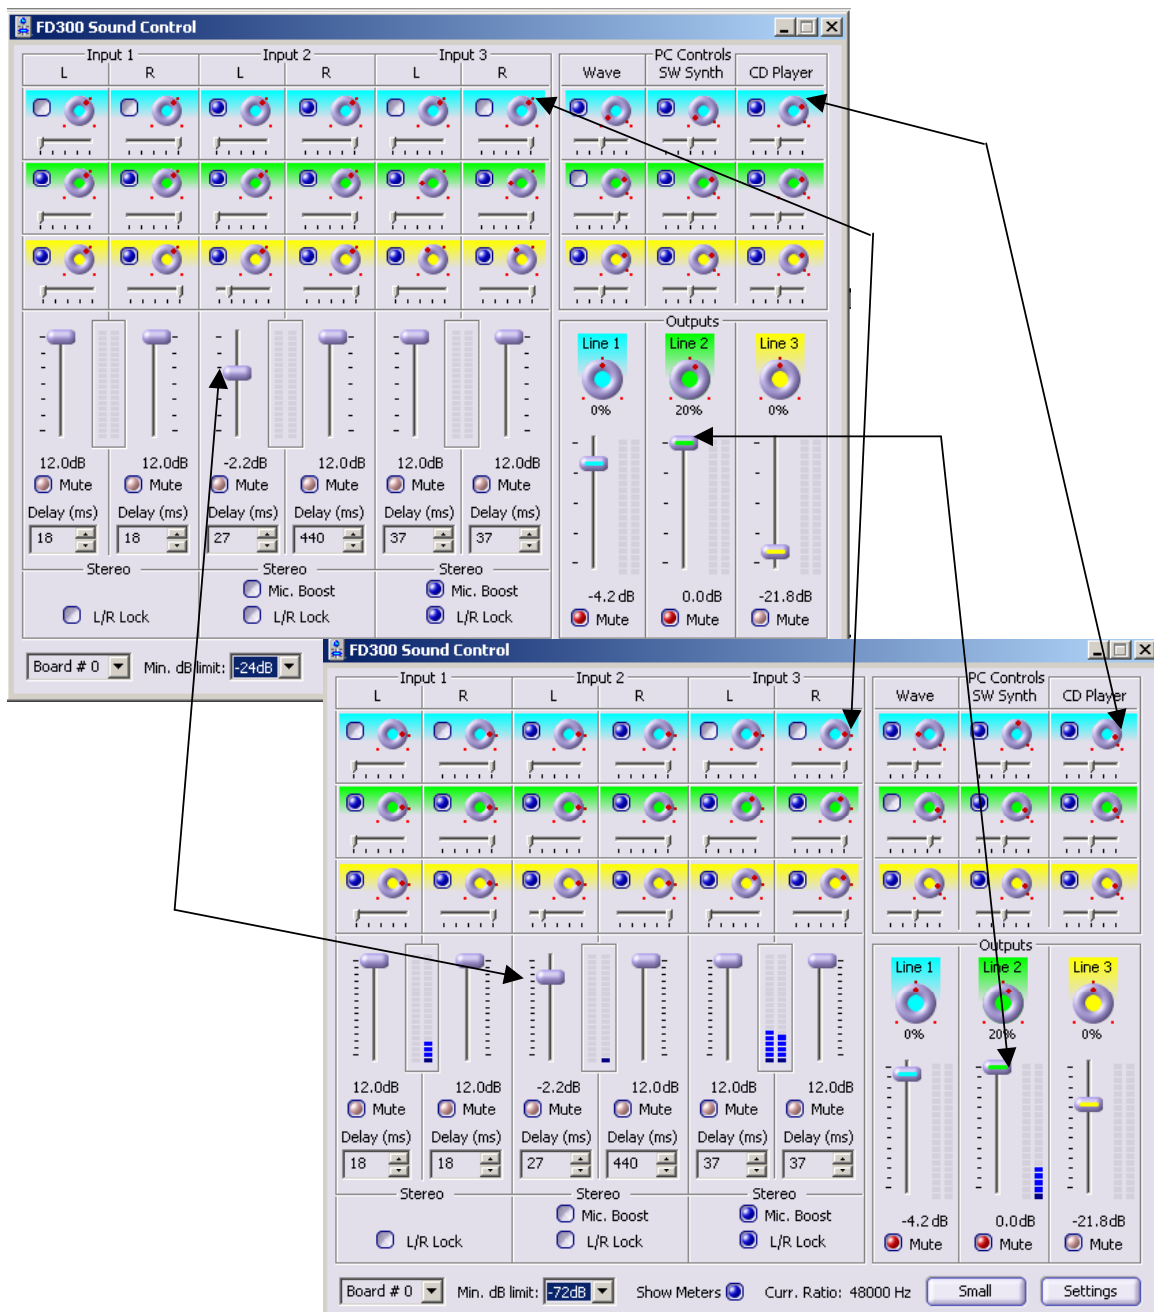 FD300 Sound Control
Input 1 Input 2 Input 3 PC Controls
L R L R L R Wave SW Synth CD Player
Outputs
Line 1 Line 2 Line 3
0% 20% 0%
12.0dB 12.0dB -2.2dB 12.0dB 12.0dB 12.0dB
Mute Mute Mute Mute Mute Mute
Delay (ms) Delay (ms) Delay (ms) Delay (ms) Delay (ms) Delay (ms)
18 18 27 440 37 37
-4.2 dB 0.0dB -21.8dB
Mute Mute Mute
Stereo Stereo Stereo
Mic. Boost Mic. Boost
L/R Lock L/R Lock L/R Lock
Board # 0 Min. dB limit: -24dB
FD300 Sound Control
Input 1 Input 2 Input 3 PC Controls
L R L R L R Wave SW Synth CD Player
Outputs
Line 1 Line 2 Line 3
0% 20% 0%
12.0dB 12.0dB -2.2dB 12.0dB 12.0dB 12.0dB
Mute Mute Mute Mute Mute Mute
Delay (ms) Delay (ms) Delay (ms) Delay (ms) Delay (ms) Delay (ms)
18 18 27 440 37 37
Stereo Stereo Stereo
Mic. Boost Mic. Boost
L/R Lock L/R Lock L/R Lock
-4.2 dB 0.0dB -21.8dB
Mute Mute Mute
Board # 0 Min. dB limit: -72dB Show Meters Curr. Ratio: 48000 Hz Small Settings